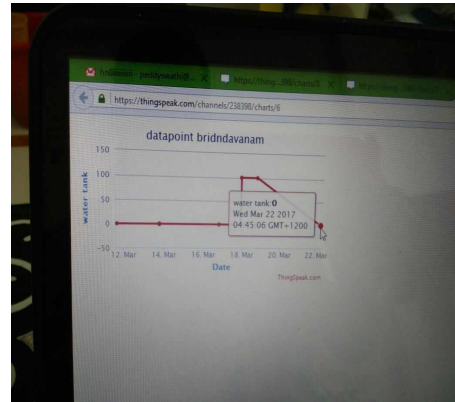 https://thingspeak.com/channels/238398/charts/6
datapoint bridndavanam
150
100
50
0
-50
water tank
water tank:0
Wed Mar 22 2017
04:45:06 GMT+1200
12. Mar 14. Mar 16. Mar 18. Mar 20. Mar 22. Mar
Date
ThingSpeak.com